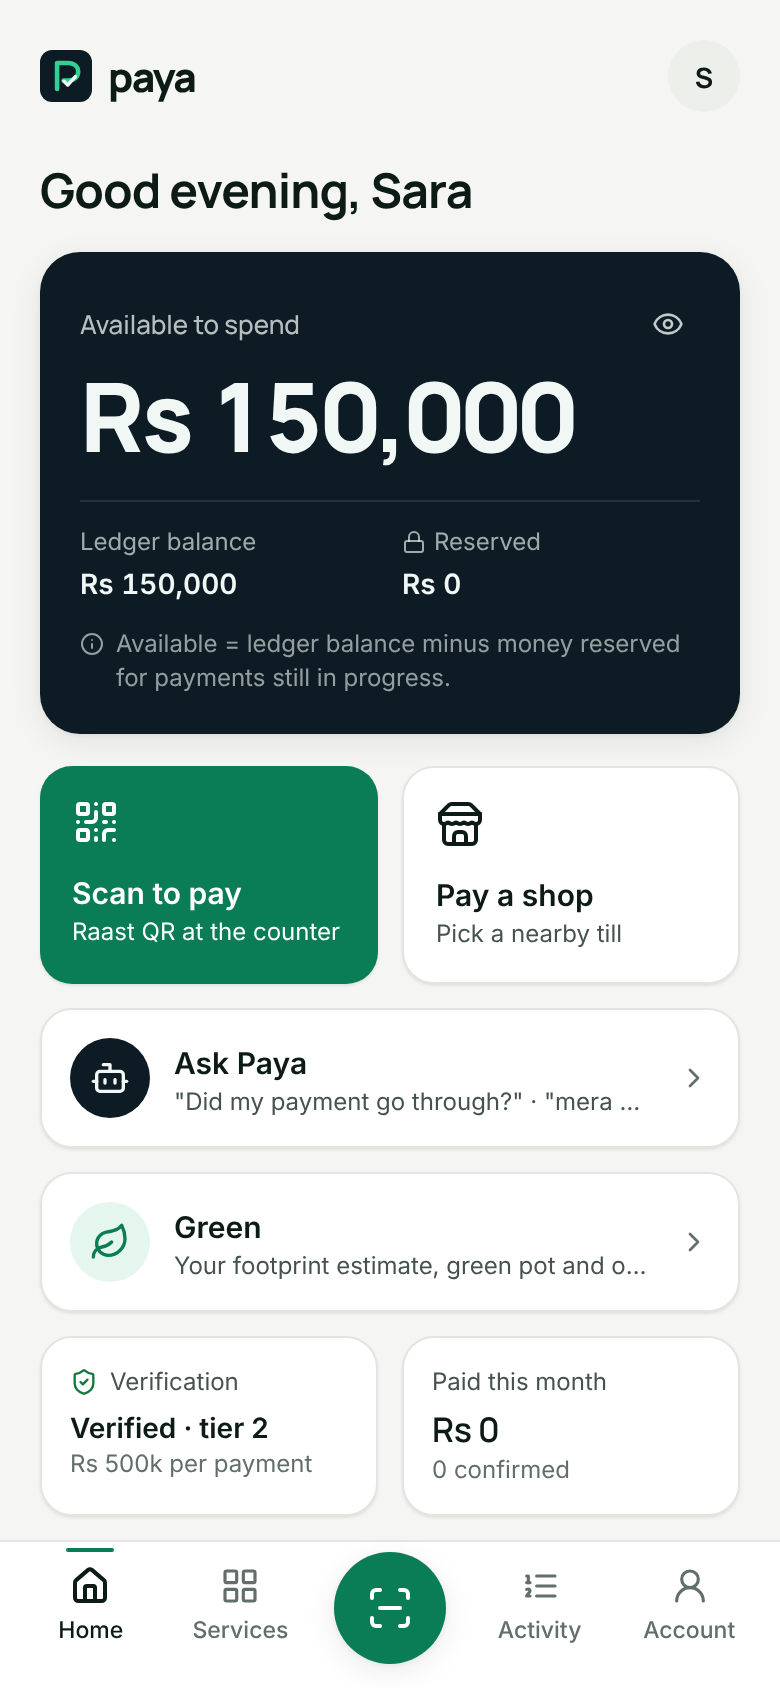 paya
S
Good evening, Sara
Available to spend
Rs 150,000
Ledger balance
Reserved
Rs 150,000
Rs 0
Available = ledger balance minus money reserved
for payments still in progress.
Scan to pay
Raast QR at the counter
Pay a shop
Pick a nearby till
Ask Paya
"Did my payment go through?" · "mera ...
Green
Your footprint estimate, green pot and o...
Verification
Verified · tier 2
Rs 500k per payment
Paid this month
Rs 0
0 confirmed
Home
Services
Activity
Account